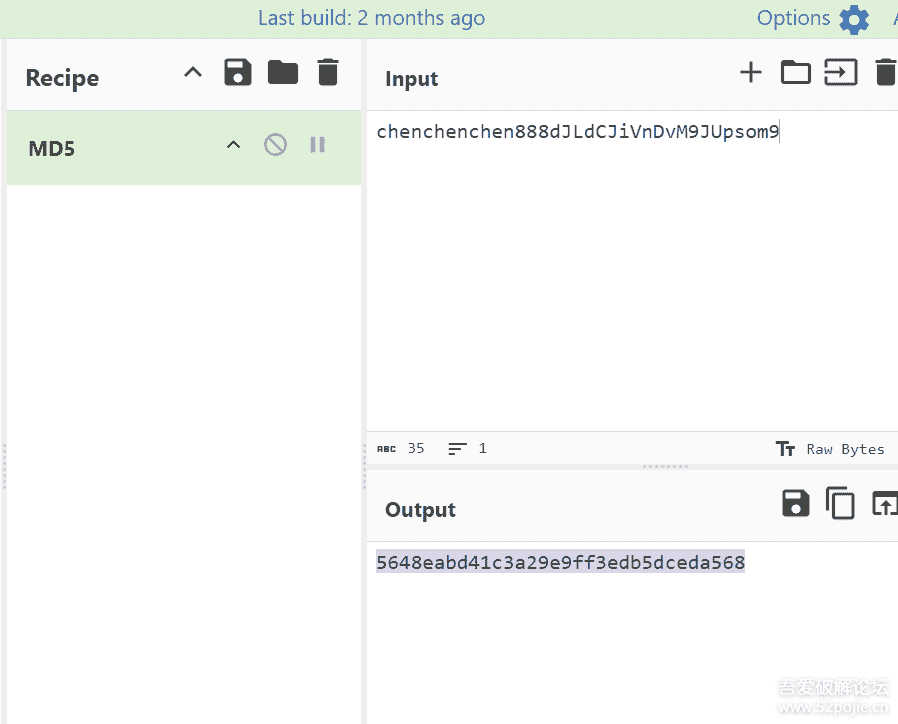 Last build: 2 months ago
Options
Recipe
Input
MD5
chenchenchen888dJLdCJiVnDvM9JUpsom9
ABC 35
1
Raw Bytes
Output
5648eabd41c3a29e9ff3edb5dceda568
吾爱破解论坛
www.52pojie.cn